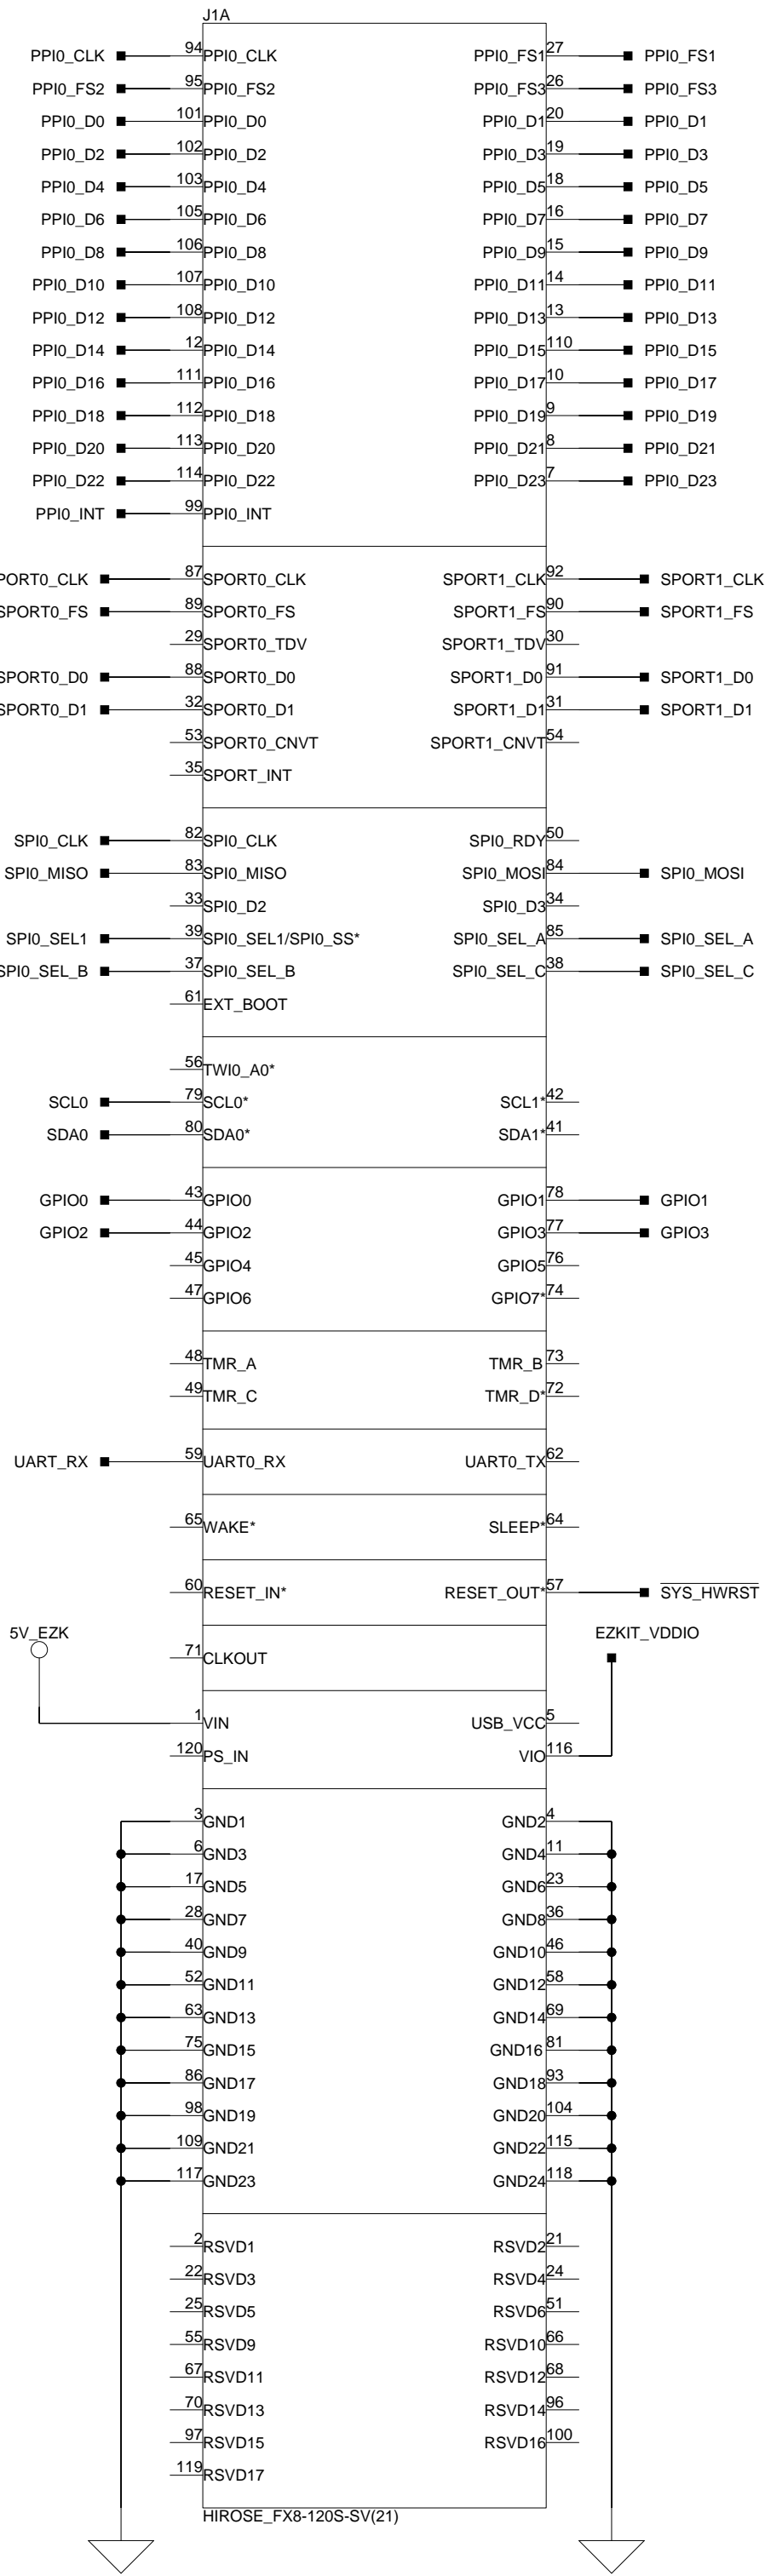 J1A
PPI0_CLK 94 PPI0_CLK PPI0_FS1 27 PPI0_FS1
PPI0_FS2 95 PPI0_FS2 PPI0_FS3 26 PPI0_FS3
PPI0_D0 101 PPI0_D0 PPI0_D1 20 PPI0_D1
PPI0_D2 102 PPI0_D2 PPI0_D3 19 PPI0_D3
PPI0_D4 103 PPI0_D4 PPI0_D5 18 PPI0_D5
PPI0_D6 105 PPI0_D6 PPI0_D7 16 PPI0_D7
PPI0_D8 106 PPI0_D8 PPI0_D9 15 PPI0_D9
PPI0_D10 107 PPI0_D10 PPI0_D11 14 PPI0_D11
PPI0_D12 108 PPI0_D12 PPI0_D13 13 PPI0_D13
PPI0_D14 12 PPI0_D14 PPI0_D15 110 PPI0_D15
PPI0_D16 111 PPI0_D16 PPI0_D17 10 PPI0_D17
PPI0_D18 112 PPI0_D18 PPI0_D19 9 PPI0_D19
PPI0_D20 113 PPI0_D20 PPI0_D21 8 PPI0_D21
PPI0_D22 114 PPI0_D22 PPI0_D23 7 PPI0_D23
PPI0_INT 99 PPI0_INT
PORT0_CLK 87 SPORT0_CLK SPORT1_CLK 92 SPORT1_CLK
SPORT0_FS 89 SPORT0_FS SPORT1_FS 90 SPORT1_FS
29 SPORT0_TDV SPORT1_TDV 30
SPORT0_D0 88 SPORT0_D0 SPORT1_D0 91 SPORT1_D0
SPORT0_D1 32 SPORT0_D1 SPORT1_D1 31 SPORT1_D1
53 SPORT0_CNVT SPORT1_CNVT 54
35 SPORT_INT
SPI0_CLK 82 SPI0_CLK SPI0_RDY 50
SPI0_MISO 83 SPI0_MISO SPI0_MOSI 84 SPI0_MOSI
33 SPI0_D2 SPI0_D3 34
SPI0_SEL1 39 SPI0_SEL1/SPI0_SS* SPI0_SEL_A 85 SPI0_SEL_A
SPI0_SEL_B 37 SPI0_SEL_B SPI0_SEL_C 38 SPI0_SEL_C
61 EXT_BOOT
56 TWI0_A0*
SCL0 79 SCL0* SCL1* 42
SDA0 80 SDA0* SDA1* 41
GPIO0 43 GPIO0 GPIO1 78 GPIO1
GPIO2 44 GPIO2 GPIO3 77 GPIO3
45 GPIO4 GPIO5 76
47 GPIO6 GPIO7* 74
48 TMR_A TMR_B 73
49 TMR_C TMR_D* 72
UART_RX 59 UART0_RX UART0_TX 62
65 WAKE* SLEEP* 64
60 RESET_IN* RESET_OUT* 57 SYS_HWRST
5V_EZK EZKIT_VDDIO
71 CLKOUT
1 VIN USB_VCC 5
120 PS_IN VIO 116
3 GND1 GND2 4
6 GND3 GND4 11
17 GND5 GND6 23
28 GND7 GND8 36
40 GND9 GND10 46
52 GND11 GND12 58
63 GND13 GND14 69
75 GND15 GND16 81
86 GND17 GND18 93
98 GND19 GND20 104
109 GND21 GND22 115
117 GND23 GND24 118
2 RSVD1 RSVD2 21
22 RSVD3 RSVD4 24
25 RSVD5 RSVD6 51
55 RSVD9 RSVD10 66
67 RSVD11 RSVD12 68
70 RSVD13 RSVD14 96
97 RSVD15 RSVD16 100
119 RSVD17
HIROSE_FX8-120S-SV(21)